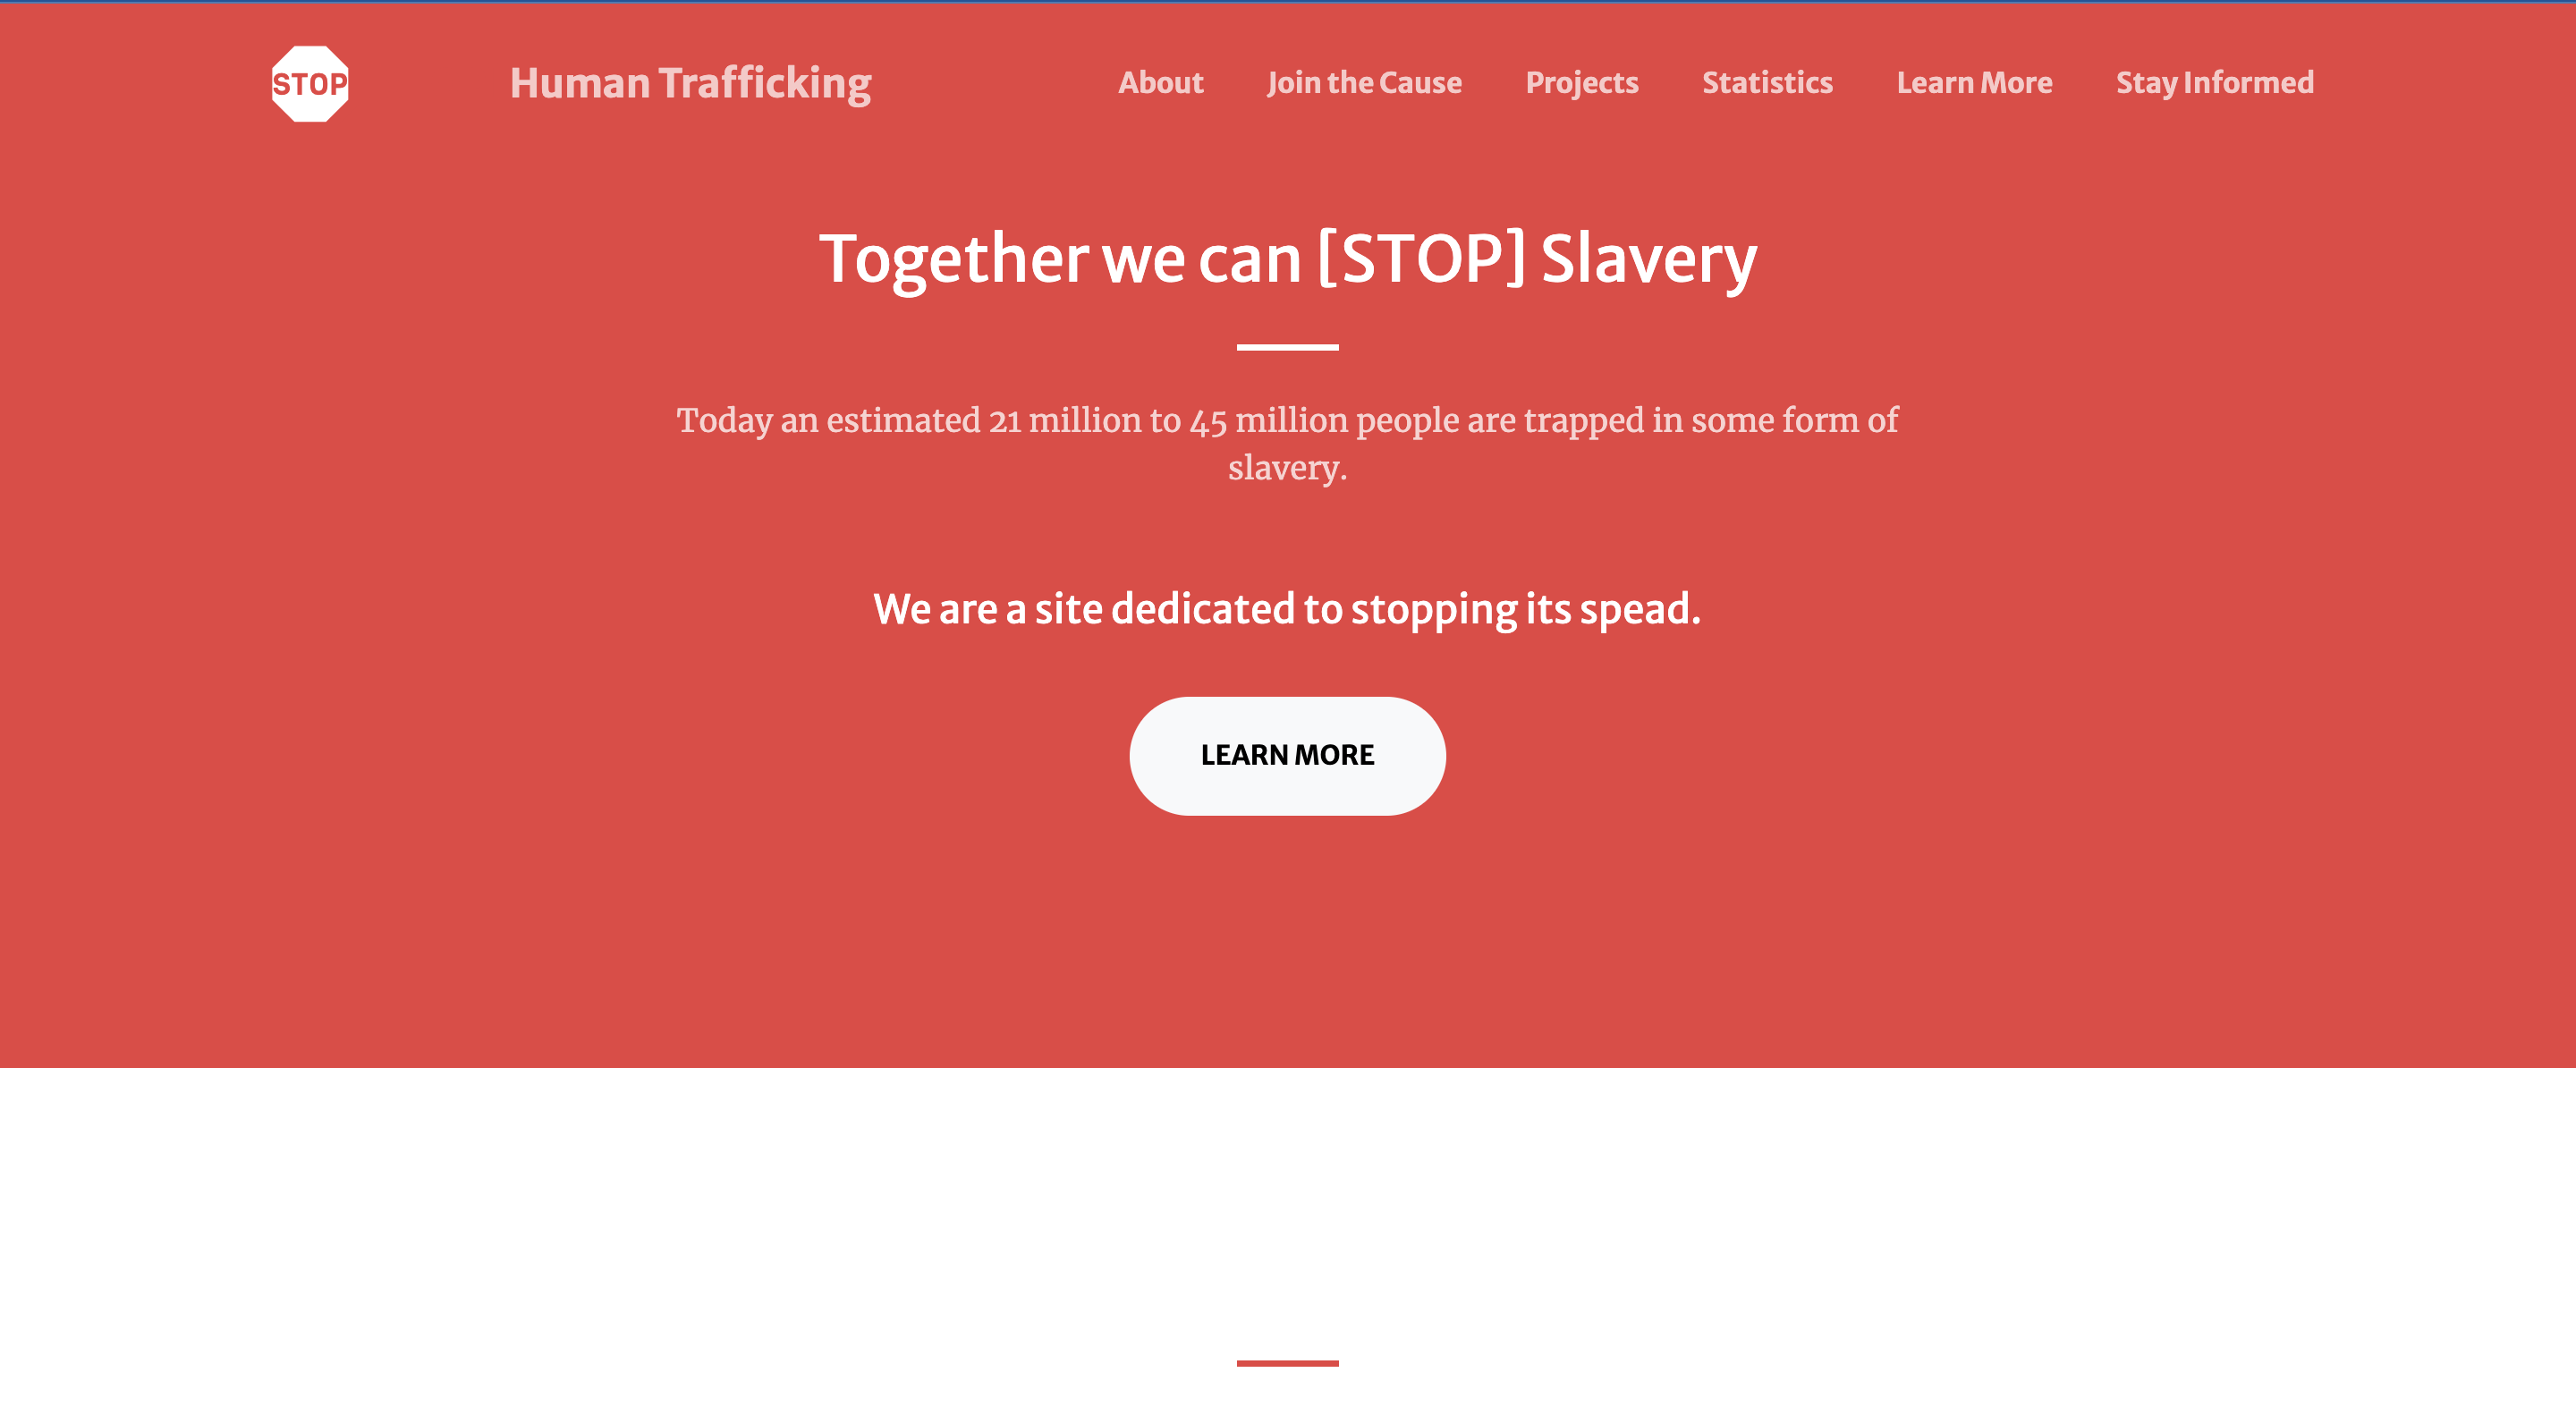 STOP
Human Trafficking
About
Join the Cause
Projects
Statistics
Learn More
Stay Informed
Together we can [STOP] Slavery
Today an estimated 21 million to 45 million people are trapped in some form of
slavery.
We are a site dedicated to stopping its spead.
LEARN MORE